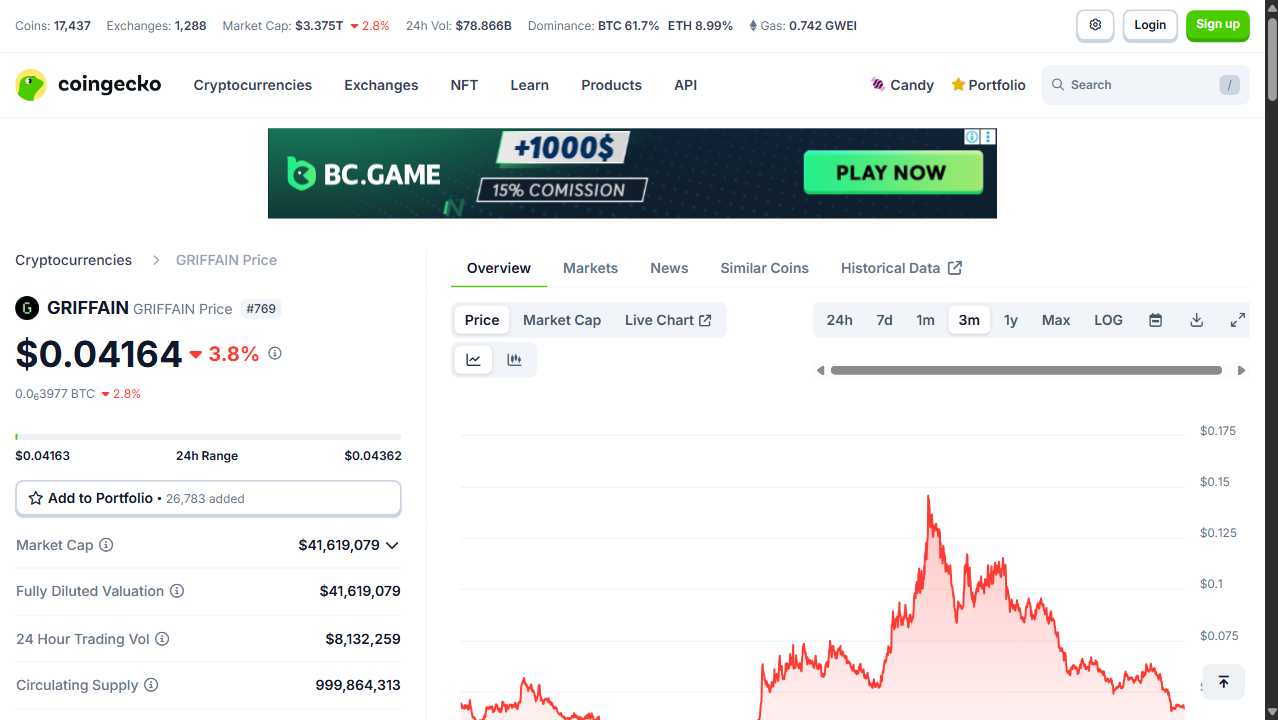 Coins: 17,437 Exchanges: 1,288 Market Cap: $3.375T 2.8% 24h Vol: $78.866B Dominance: BTC 61.7% ETH 8.99% Gas: 0.742 GWEI
Login
Sign up
coingecko
Cryptocurrencies Exchanges NFT Learn Products API
Candy Portfolio
Search /
BC.GAME
+1000$
15% COMISSION
PLAY NOW
Cryptocurrencies GRIFFAIN Price
G GRIFFAIN GRIFFAIN Price #769
$0.04164 3.8%
0.0₆3977 BTC 2.8%
$0.04163 24h Range $0.04362
Add to Portfolio • 26,783 added
Market Cap $41,619,079
Fully Diluted Valuation $41,619,079
24 Hour Trading Vol $8,132,259
Circulating Supply 999,864,313
Overview Markets News Similar Coins Historical Data
Price Market Cap Live Chart
24h 7d 1m 3m 1y Max LOG
$0.175
$0.15
$0.125
$0.1
$0.075